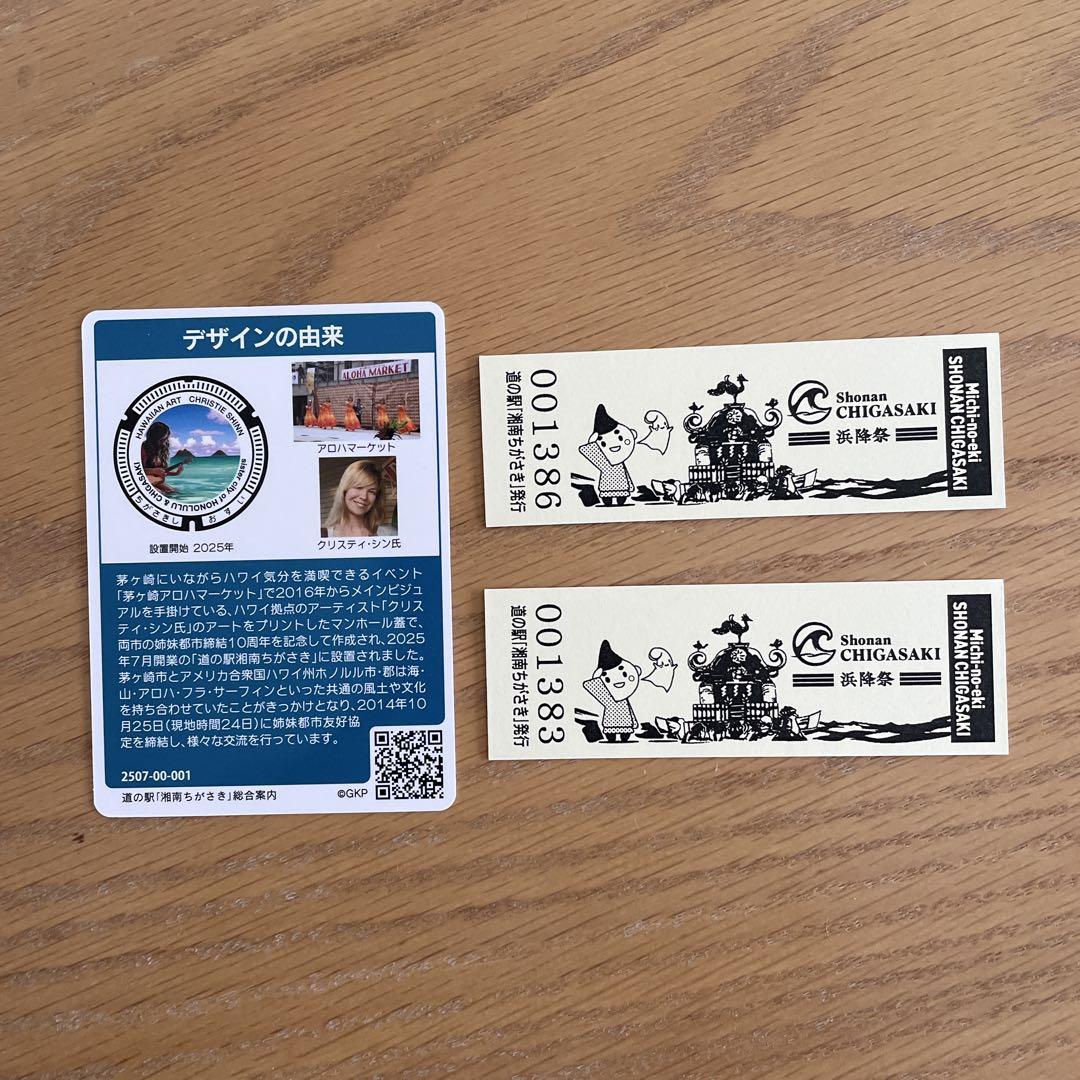 デザインの由来
HAWAIIAN ART CHRISTIE SHINN
sister city of HONOLULU & CHIGASAKI
ちがさきし
おすい
ALOHA MARKET
アロハマーケット
クリスティ・シン氏
設置開始 2025年
茅ヶ崎にいながらハワイ気分を満喫できるイベント
「茅ヶ崎アロハマーケット」で2016年からメインビジュ
アルを手掛けている、ハワイ拠点のアーティスト「クリス
ティ・シン氏」のアートをプリントしたマンホール蓋で、
両市の姉妹都市締結10周年を記念して作成され、2025
年7月開業の「道の駅湘南ちがさき」に設置されました。
茅ヶ崎市とアメリカ合衆国ハワイ州ホノルル市・郡は海・
山・アロハ・フラ・サーフィンといった共通の風土や文化
を持ち合わせていたことがきっかけとなり、2014年10
月25日(現地時間24日)に姉妹都市友好協
定を締結し、様々な交流を行っています。
2507-00-001
道の駅「湘南ちがさき」総合案内
©GKP
001386
道の駅「湘南ちがさき」発行
Shonan
CHIGASAKI
浜降祭
Michi-no-eki
SHONAN CHIGASAKI
001383
道の駅「湘南ちがさき」発行
Shonan
CHIGASAKI
浜降祭
Michi-no-eki
SHONAN CHIGASAKI